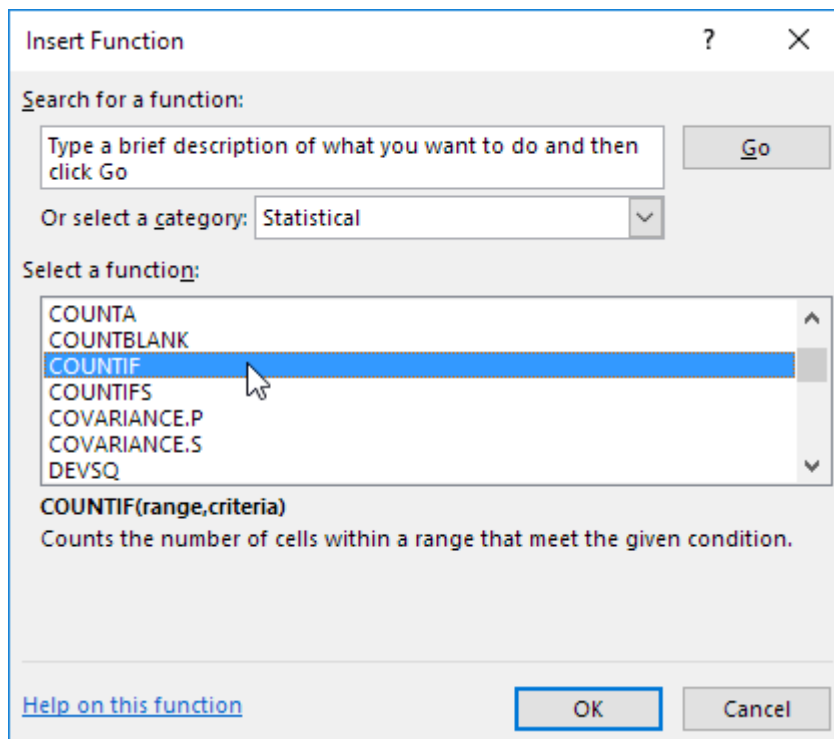 Insert Function
?
Search for a function:
Type a brief description of what you want to do and then
click Go
Go
Or select a category: Statistical
Select a function:
COUNTA
COUNTBLANK
COUNTIF
COUNTIFS
COVARIANCE.P
COVARIANCE.S
DEVSQ
COUNTIF(range,criteria)
Counts the number of cells within a range that meet the given condition.
Help on this function
OK
Cancel